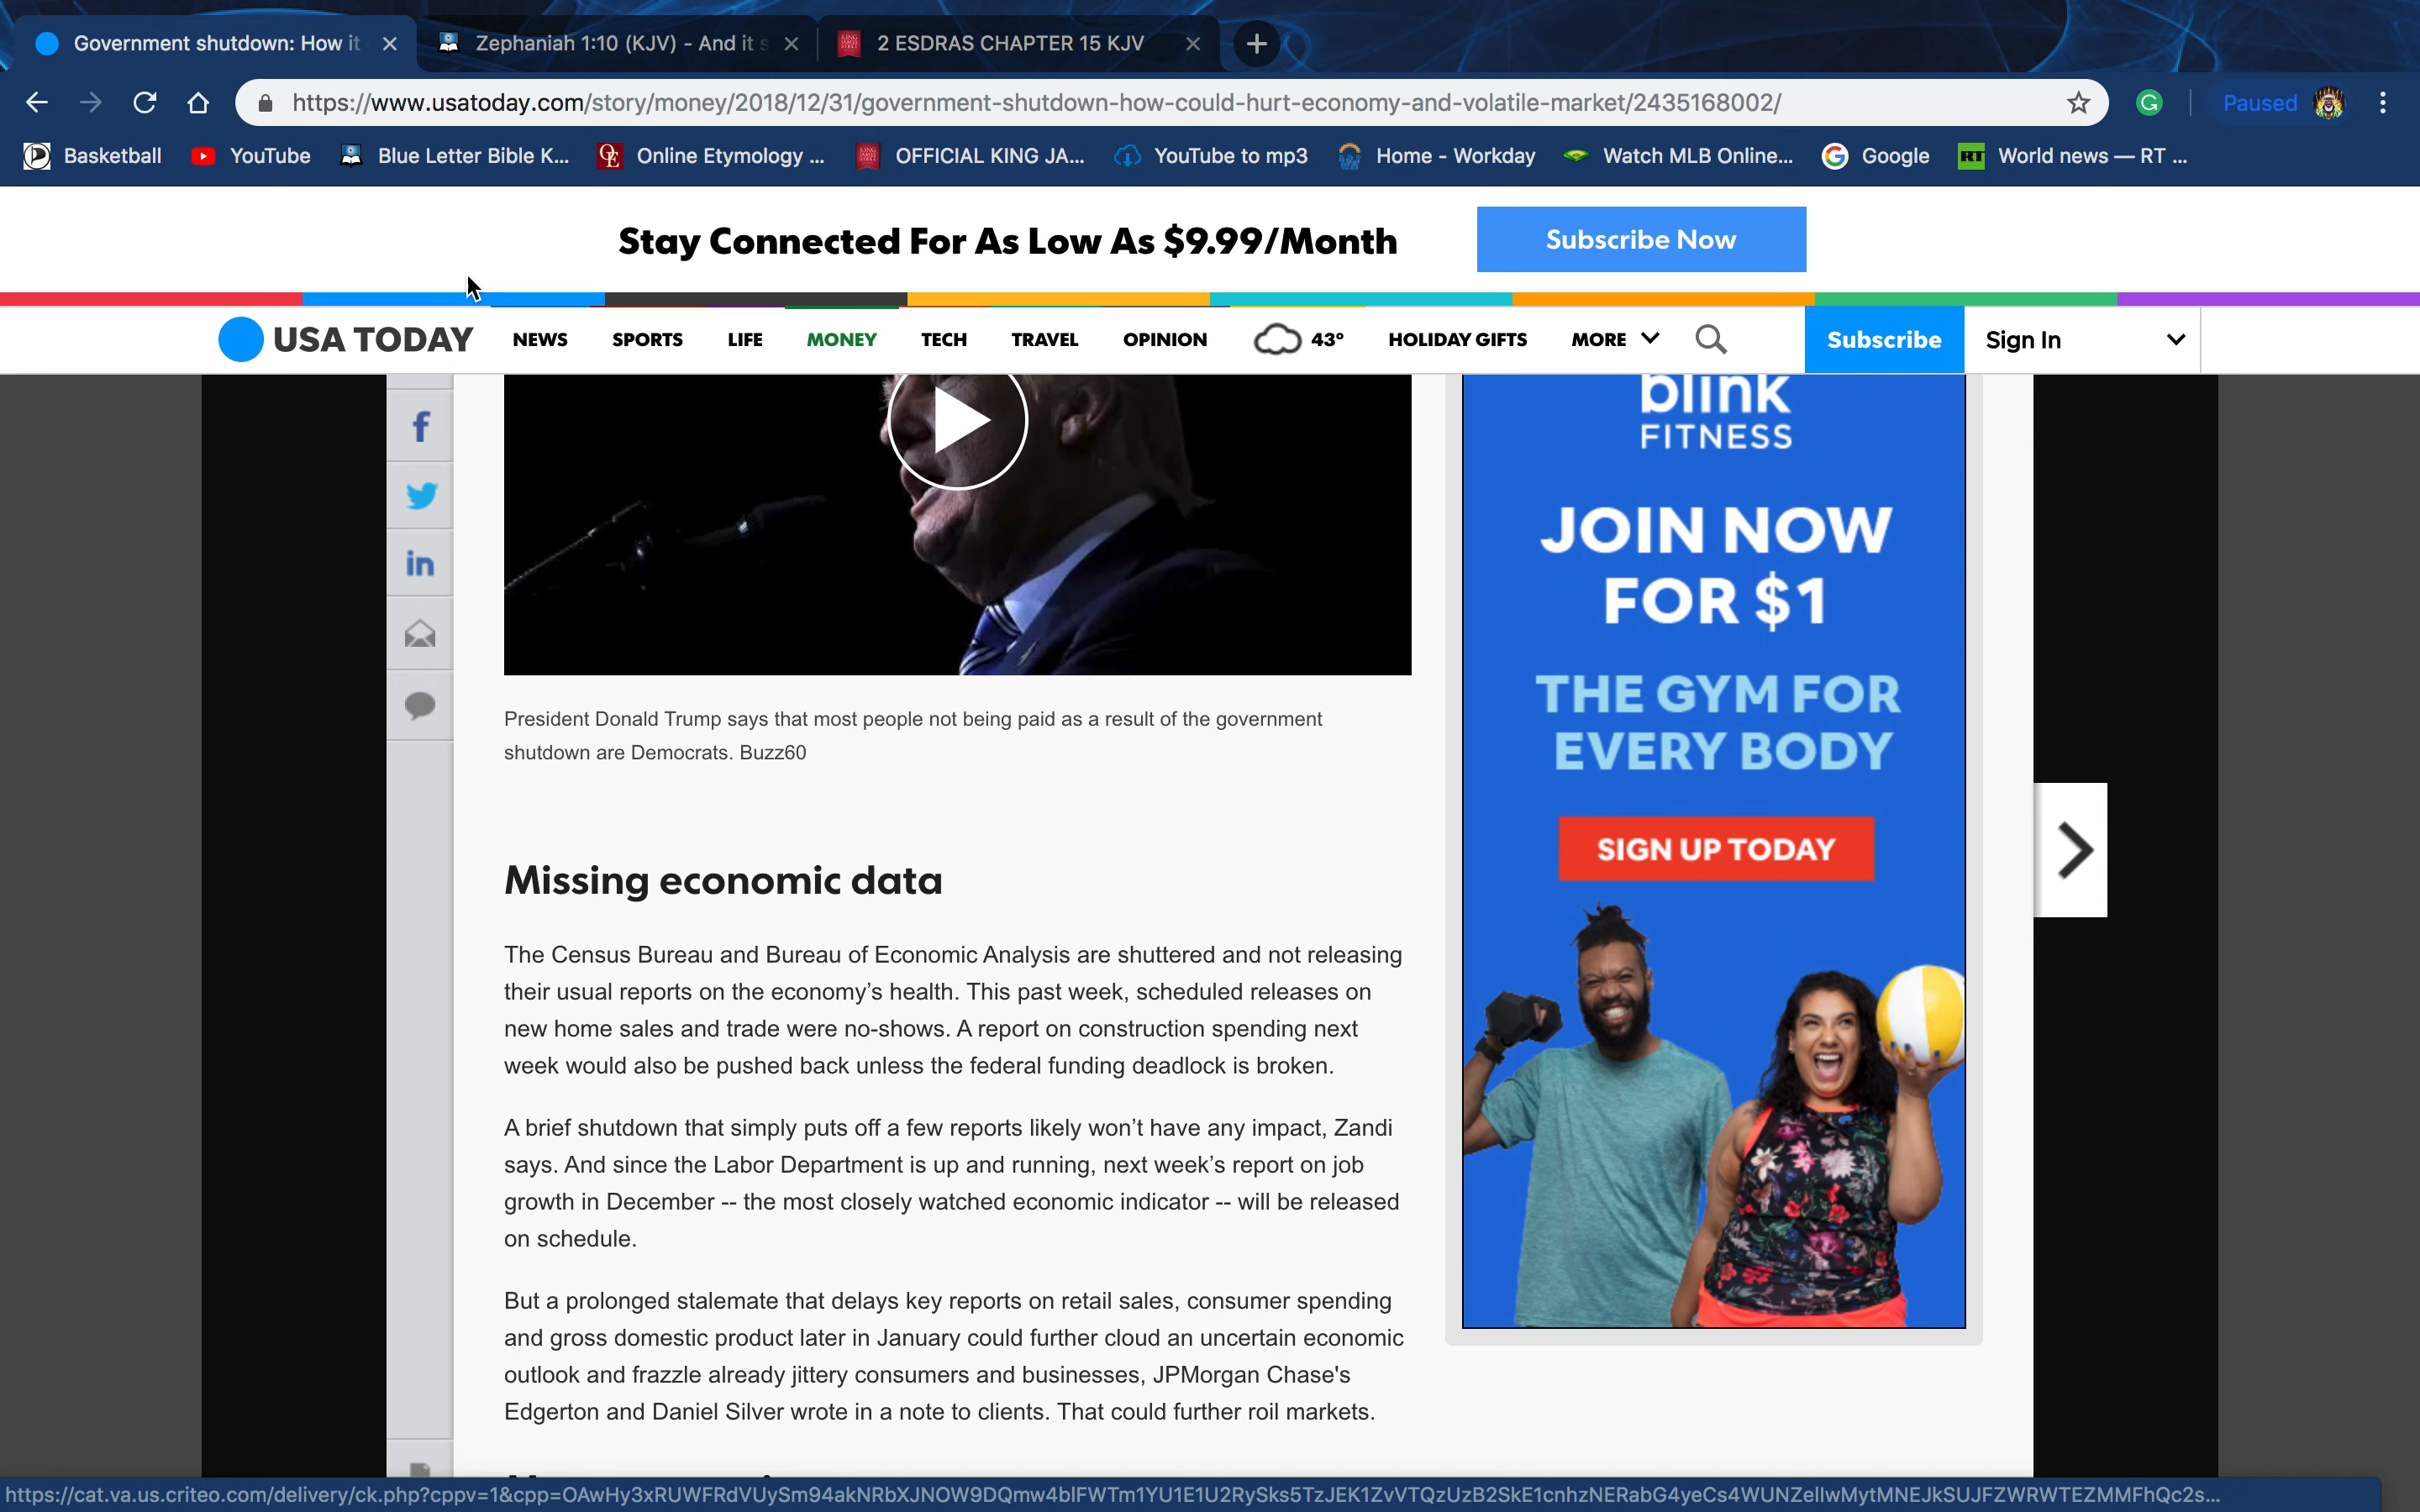 Government shutdown: How it
Zephaniah 1:10 (KJV) - And it s
2 ESDRAS CHAPTER 15 KJV
https://www.usatoday.com/story/money/2018/12/31/government-shutdown-how-could-hurt-economy-and-volatile-market/2435168002/
Paused
Basketball
YouTube
Blue Letter Bible K...
Online Etymology ...
OFFICIAL KING JA...
YouTube to mp3
Home - Workday
Watch MLB Online...
Google
World news — RT ...
Stay Connected For As Low As $9.99/Month
Subscribe Now
USA TODAY
NEWS
SPORTS
LIFE
MONEY
TECH
TRAVEL
OPINION
43°
HOLIDAY GIFTS
MORE
Subscribe
Sign In
President Donald Trump says that most people not being paid as a result of the government
shutdown are Democrats. Buzz60
Missing economic data
The Census Bureau and Bureau of Economic Analysis are shuttered and not releasing
their usual reports on the economy’s health. This past week, scheduled releases on
new home sales and trade were no-shows. A report on construction spending next
week would also be pushed back unless the federal funding deadlock is broken.
A brief shutdown that simply puts off a few reports likely won’t have any impact, Zandi
says. And since the Labor Department is up and running, next week’s report on job
growth in December -- the most closely watched economic indicator -- will be released
on schedule.
But a prolonged stalemate that delays key reports on retail sales, consumer spending
and gross domestic product later in January could further cloud an uncertain economic
outlook and frazzle already jittery consumers and businesses, JPMorgan Chase's
Edgerton and Daniel Silver wrote in a note to clients. That could further roil markets.
blink
FITNESS
JOIN NOW
FOR $1
THE GYM FOR
EVERY BODY
SIGN UP TODAY